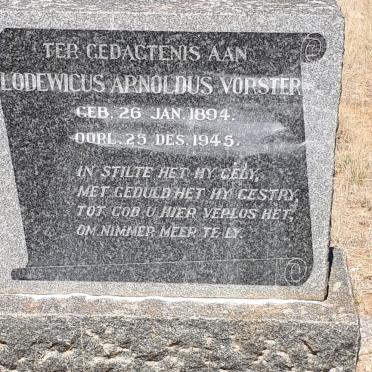 TER GEDAGTENIS AAN
LODEWICUS ARNOLDUS VORSTER
GEB. 26 JAN. 1894.
OORL. 25 DES. 1945.
IN STILTE HET HY GELY,
MET GEDULD HET HY GESTRY,
TOT GOD U HIER VERLOS HET,
OM NIMMER MEER TE LY.